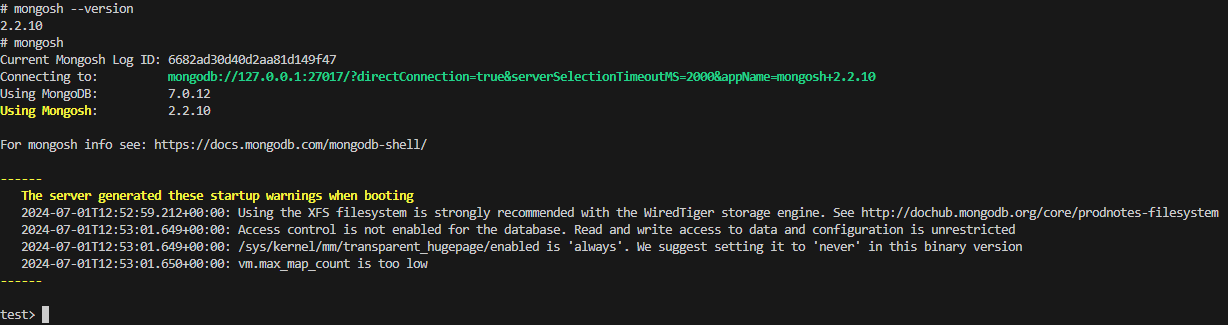 # mongosh --version
2.2.10
# mongosh
Current Mongosh Log ID: 6682ad30d40d2aa81d149f47
Connecting to:          mongodb://127.0.0.1:27017/?directConnection=true&serverSelectionTimeoutMS=2000&appName=mongosh+2.2.10
Using MongoDB:          7.0.12
Using Mongosh:          2.2.10
For mongosh info see: https://docs.mongodb.com/mongodb-shell/
------
   The server generated these startup warnings when booting
   2024-07-01T12:52:59.212+00:00: Using the XFS filesystem is strongly recommended with the WiredTiger storage engine. See http://dochub.mongodb.org/core/prodnotes-filesystem
   2024-07-01T12:53:01.649+00:00: Access control is not enabled for the database. Read and write access to data and configuration is unrestricted
   2024-07-01T12:53:01.649+00:00: /sys/kernel/mm/transparent_hugepage/enabled is 'always'. We suggest setting it to 'never' in this binary version
   2024-07-01T12:53:01.650+00:00: vm.max_map_count is too low
------
test>